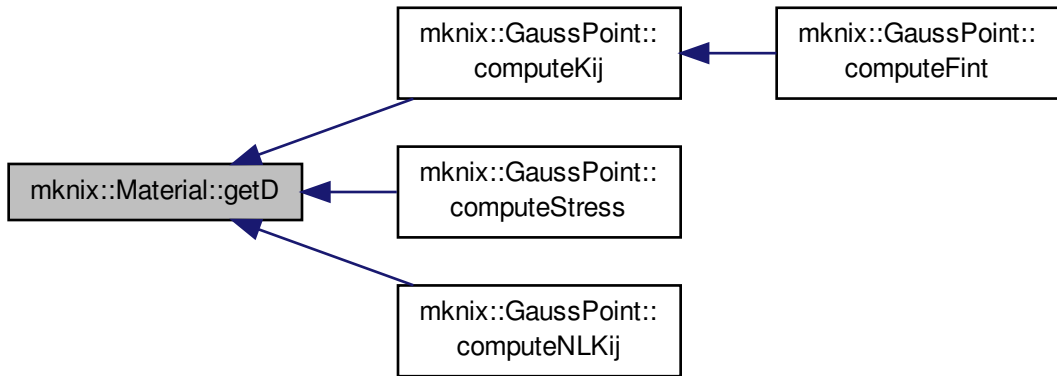 mknix::GaussPoint::
computeKij
mknix::GaussPoint::
computeFint
mknix::Material::getD
mknix::GaussPoint::
computeStress
mknix::GaussPoint::
computeNLKij